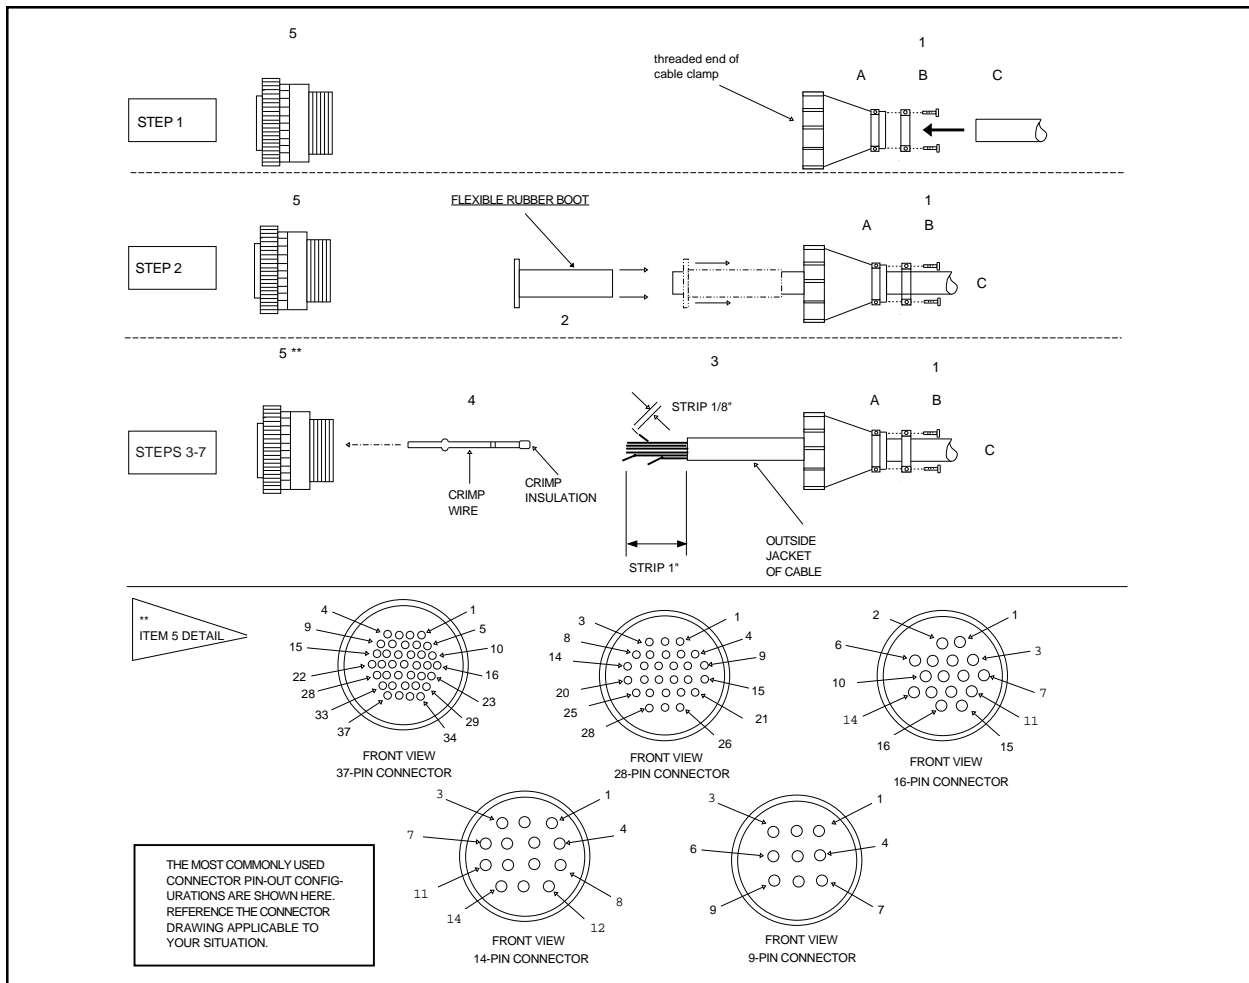 5
1
threaded end of
cable clamp
A B C
STEP 1
5
1
FLEXIBLE RUBBER BOOT
A B
STEP 2
C
2
5 **
3
1
4
A B
STRIP 1/8"
STEPS 3-7
C
CRIMP
WIRE
CRIMP
INSULATION
OUTSIDE
JACKET
OF CABLE
STRIP 1"
**
ITEM 5 DETAIL
4 1
9 5
15 10
22 16
28 23
33 29
37 34
FRONT VIEW
37-PIN CONNECTOR
3 1
8 4
14 9
20 15
25 21
28 26
FRONT VIEW
28-PIN CONNECTOR
2 1
6 3
10 7
14 11
16 15
FRONT VIEW
16-PIN CONNECTOR
3 1
7 4
11 8
14 12
FRONT VIEW
14-PIN CONNECTOR
3 1
6 4
9 7
FRONT VIEW
9-PIN CONNECTOR
THE MOST COMMONLY USED
CONNECTOR PIN-OUT CONFIG-
URATIONS ARE SHOWN HERE.
REFERENCE THE CONNECTOR
DRAWING APPLICABLE TO
YOUR SITUATION.